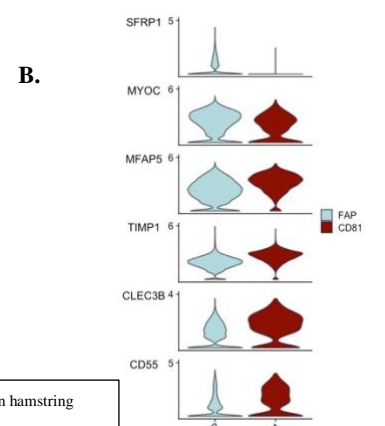 SFRP1 5
B.
MYOC 6
MFAP5 6
FAP
CD81
TIMP1 6
CLEC3B 4
CD55 5
n hamstring